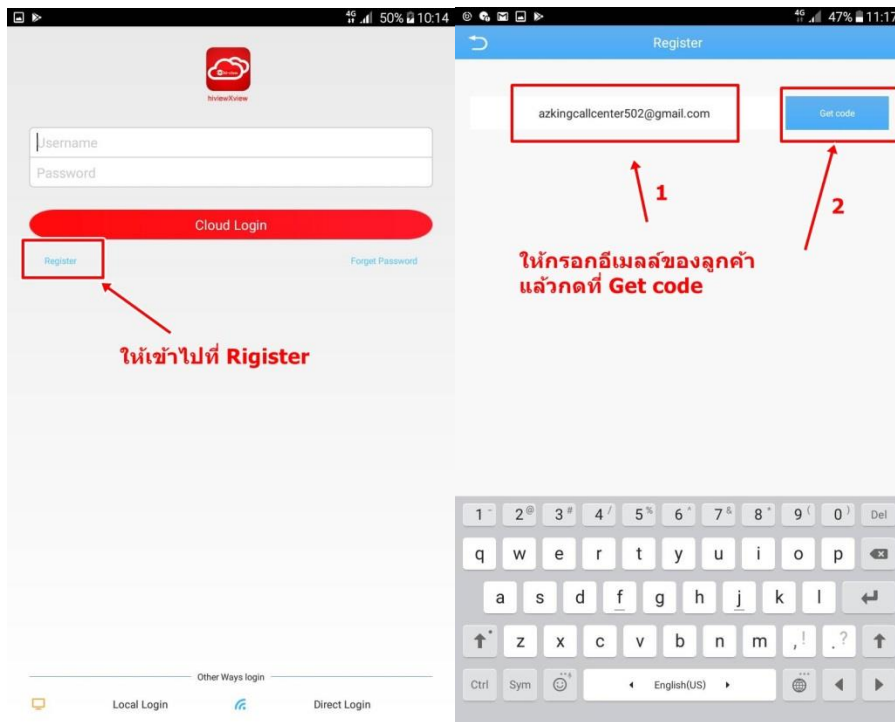 4G 50% 10:14
hiview
hiviewXview
Username
Password
Cloud Login
Register
Forget Password
ให้เข้าไปที่ Rigister
Other Ways login
Local Login
Direct Login
4G 47% 11:17
Register
azkingcallcenter502@gmail.com
Get code
1
2
ให้กรอกอีเมลล์ของลูกค้า
แล้วกดที่ Get code
1 - 2 @ 3 # 4 / 5 % 6 ^ 7 & 8 * 9 ( 0 ) Del
q w e r t y u i o p
a s d f g h j k l
z x c v b n m , ! . ?
Ctrl Sym English(US)